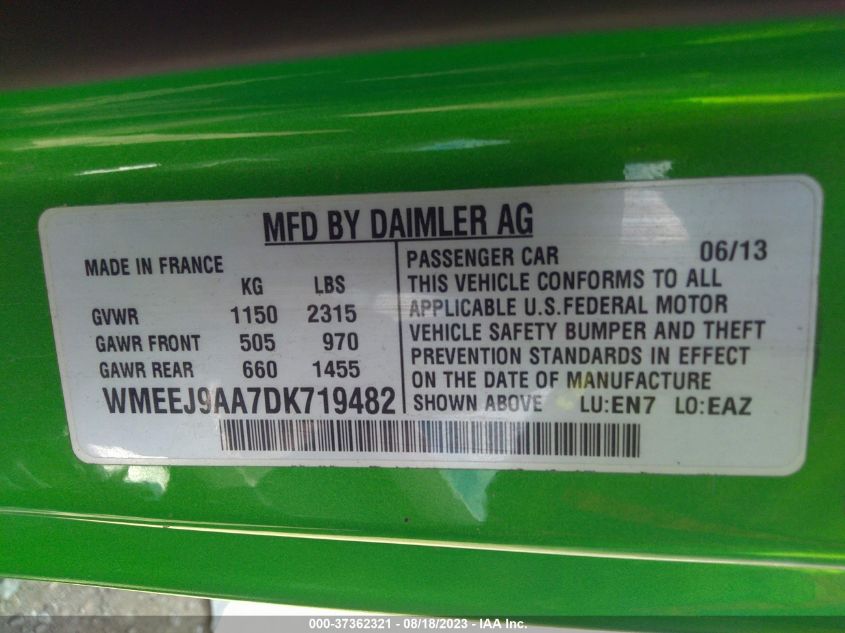 MFD BY DAIMLER AG
MADE IN FRANCE
KG LBS
GVWR 1150 2315
GAWR FRONT 505 970
GAWR REAR 660 1455
WMEEJ9AA7DK719482
PASSENGER CAR 06/13
THIS VEHICLE CONFORMS TO ALL
APPLICABLE U.S.FEDERAL MOTOR
VEHICLE SAFETY BUMPER AND THEFT
PREVENTION STANDARDS IN EFFECT
ON THE DATE OF MANUFACTURE
SHOWN ABOVE LU:EN7 LO:EAZ
000-37362321 - 08/18/2023 - IAA Inc.